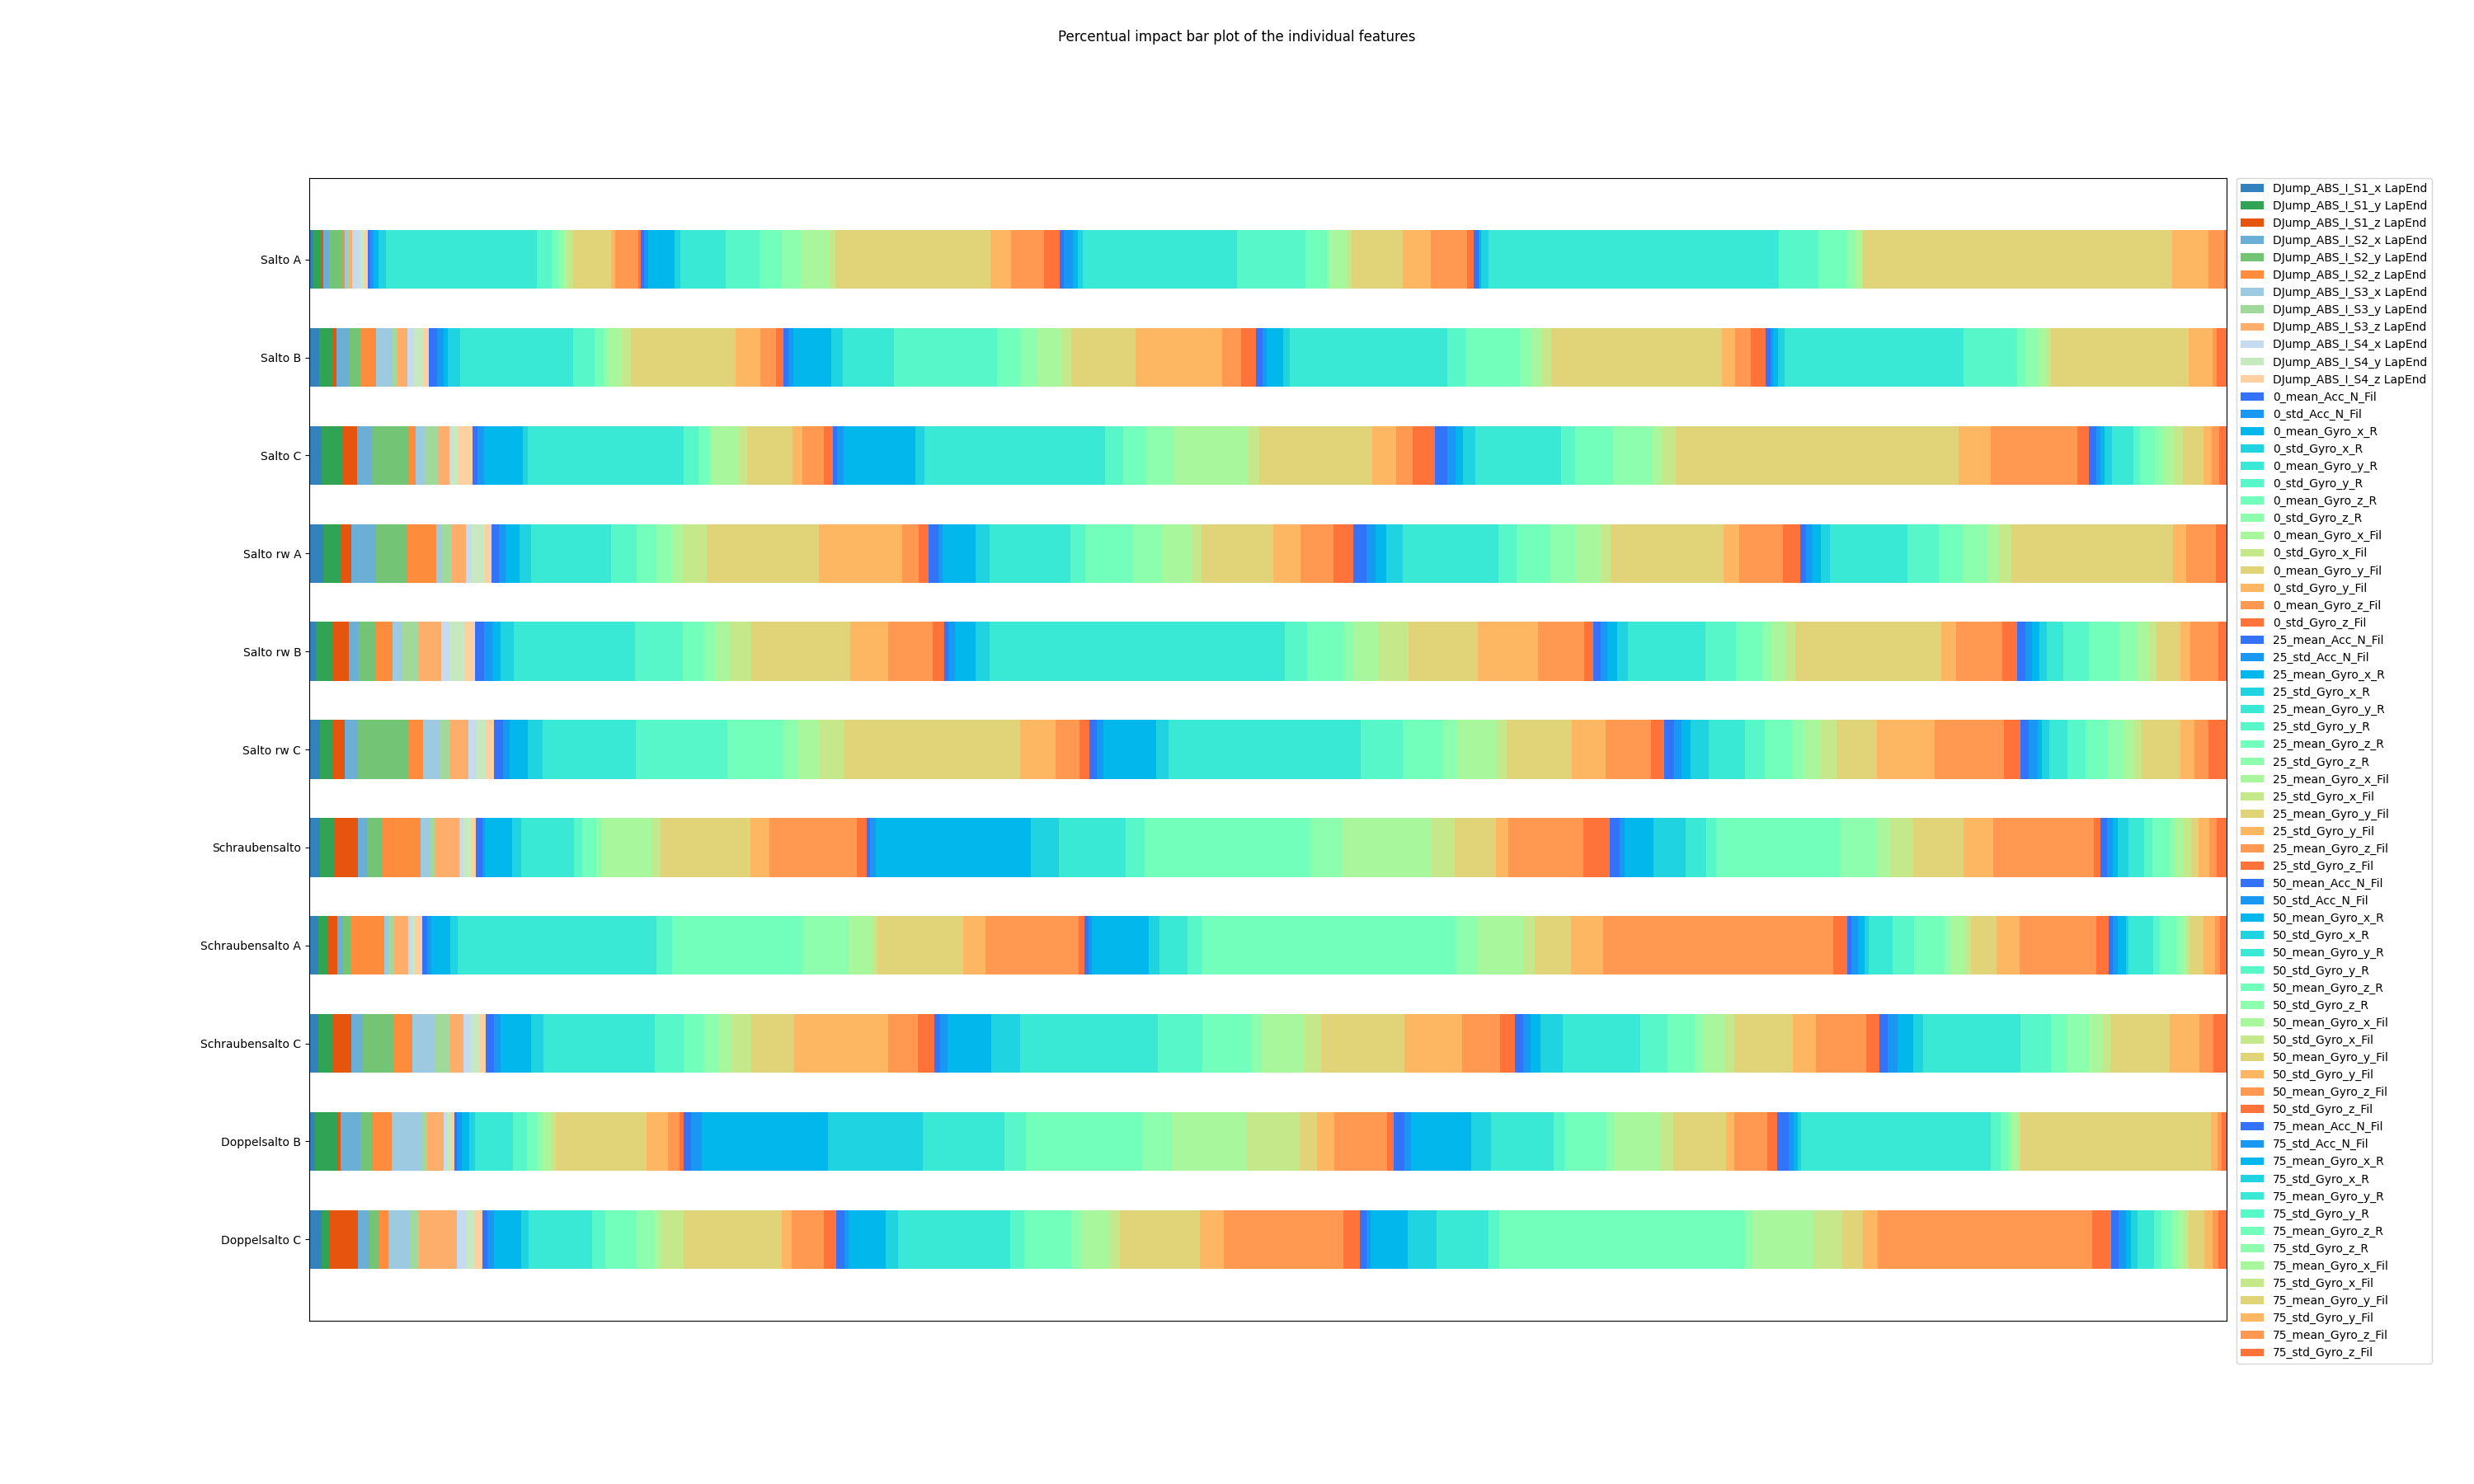 Percentual impact bar plot of the individual features
Salto A
Salto B
Salto C
Salto rw A
Salto rw B
Salto rw C
Schraubensalto
Schraubensalto A
Schraubensalto C
Doppelsalto B
Doppelsalto C
DJump_ABS_I_S1_x LapEnd
DJump_ABS_I_S1_y LapEnd
DJump_ABS_I_S1_z LapEnd
DJump_ABS_I_S2_x LapEnd
DJump_ABS_I_S2_y LapEnd
DJump_ABS_I_S2_z LapEnd
DJump_ABS_I_S3_x LapEnd
DJump_ABS_I_S3_y LapEnd
DJump_ABS_I_S3_z LapEnd
DJump_ABS_I_S4_x LapEnd
DJump_ABS_I_S4_y LapEnd
DJump_ABS_I_S4_z LapEnd
0_mean_Acc_N_Fil
0_std_Acc_N_Fil
0_mean_Gyro_x_R
0_std_Gyro_x_R
0_mean_Gyro_y_R
0_std_Gyro_y_R
0_mean_Gyro_z_R
0_std_Gyro_z_R
0_mean_Gyro_x_Fil
0_std_Gyro_x_Fil
0_mean_Gyro_y_Fil
0_std_Gyro_y_Fil
0_mean_Gyro_z_Fil
0_std_Gyro_z_Fil
25_mean_Acc_N_Fil
25_std_Acc_N_Fil
25_mean_Gyro_x_R
25_std_Gyro_x_R
25_mean_Gyro_y_R
25_std_Gyro_y_R
25_mean_Gyro_z_R
25_std_Gyro_z_R
25_mean_Gyro_x_Fil
25_std_Gyro_x_Fil
25_mean_Gyro_y_Fil
25_std_Gyro_y_Fil
25_mean_Gyro_z_Fil
25_std_Gyro_z_Fil
50_mean_Acc_N_Fil
50_std_Acc_N_Fil
50_mean_Gyro_x_R
50_std_Gyro_x_R
50_mean_Gyro_y_R
50_std_Gyro_y_R
50_mean_Gyro_z_R
50_std_Gyro_z_R
50_mean_Gyro_x_Fil
50_std_Gyro_x_Fil
50_mean_Gyro_y_Fil
50_std_Gyro_y_Fil
50_mean_Gyro_z_Fil
50_std_Gyro_z_Fil
75_mean_Acc_N_Fil
75_std_Acc_N_Fil
75_mean_Gyro_x_R
75_std_Gyro_x_R
75_mean_Gyro_y_R
75_std_Gyro_y_R
75_mean_Gyro_z_R
75_std_Gyro_z_R
75_mean_Gyro_x_Fil
75_std_Gyro_x_Fil
75_mean_Gyro_y_Fil
75_std_Gyro_y_Fil
75_mean_Gyro_z_Fil
75_std_Gyro_z_Fil